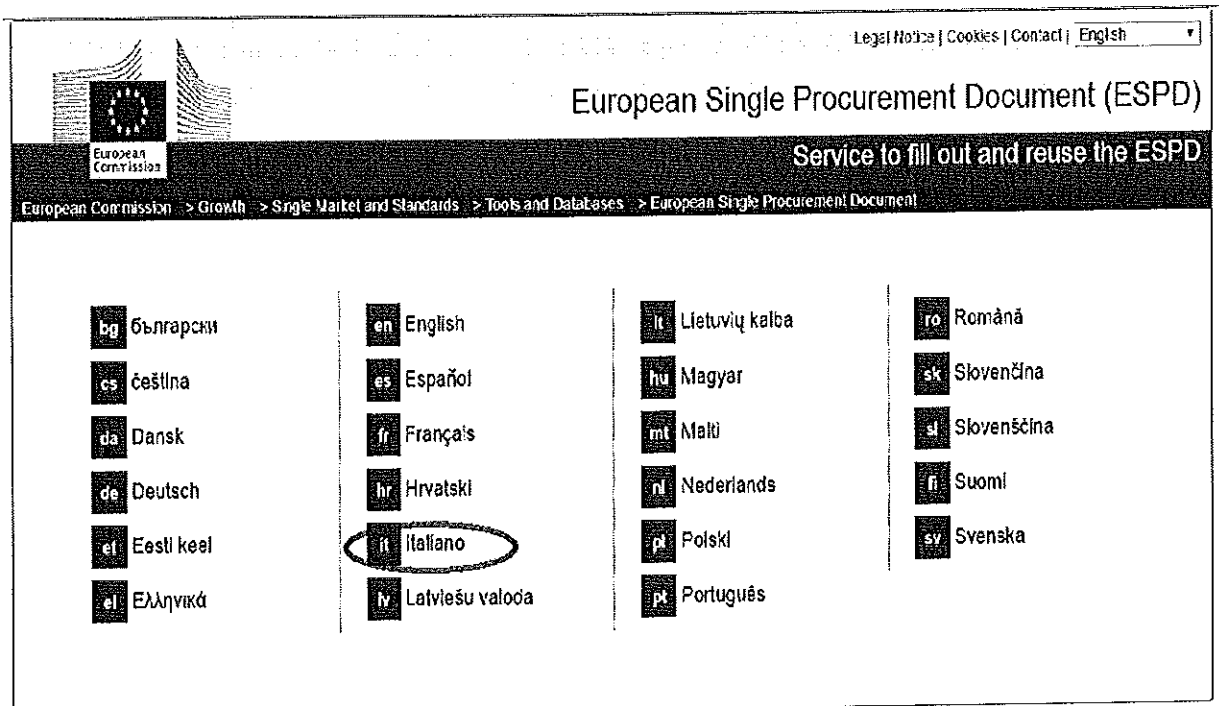 Legal Notice | Cookies | Contact | English
European Single Procurement Document (ESPD)
European
Commission
Service to fill out and reuse the ESPD
European Commission > Growth > Single Market and Standards > Tools and Databases > European Single Procurement Document
bg български
cs čeština
da Dansk
de Deutsch
et Eesti keel
el Ελληνικά
en English
es Español
fr Français
hr Hrvatski
it Italiano
lv Latviešu valoda
lt Lietuvių kalba
hu Magyar
mt Malti
nl Nederlands
pl Polski
pt Português
ro Română
sk Slovenčina
sl Slovenščina
fi Suomi
sv Svenska